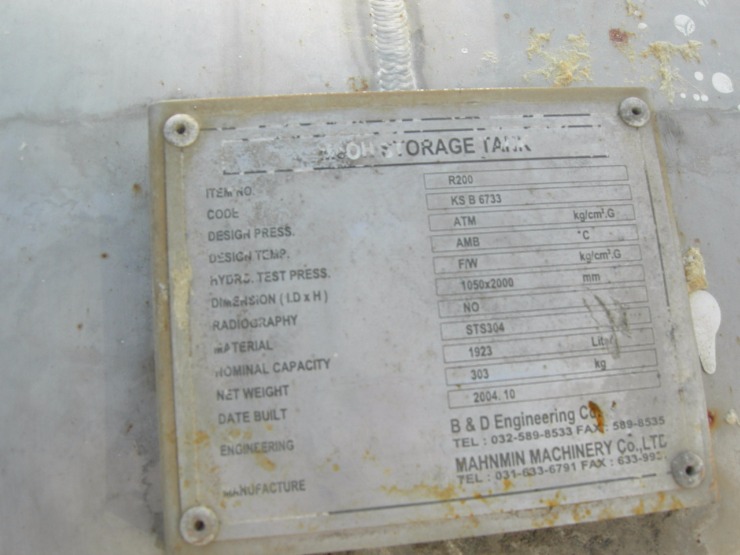 STORAGE TANK
ITEM NO. R200
CODE KS B 6733
DESIGN PRESS. ATM kg/cm².G
DESIGN TEMP. AMB °C
HYDRO. TEST PRESS. F/W kg/cm².G
DIMENSION ( I.D x H ) 1050x2000 mm
RADIOGRAPHY NO
MATERIAL STS304
NOMINAL CAPACITY 1923 Lit
NET WEIGHT 303 kg
DATE BUILT 2004. 10
ENGINEERING B & D Engineering Co.
TEL : 032-589-8533 FAX : 589-8535
MANUFACTURE MAHNMIN MACHINERY Co.,LTD
TEL : 031-633-6791 FAX :